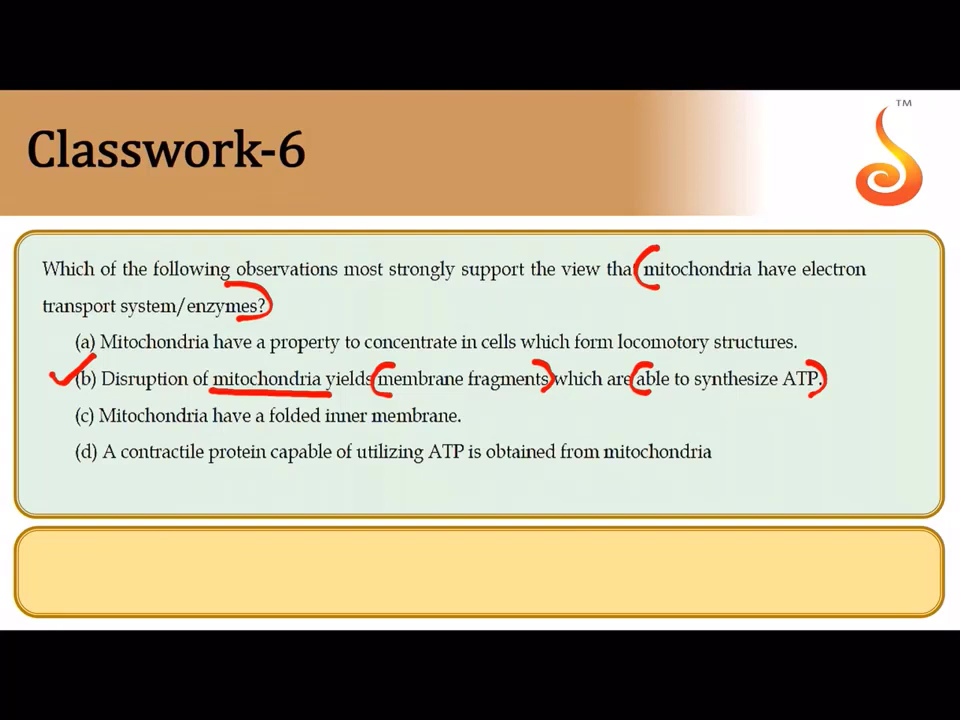 TM
Classwork-6
Which of the following observations most strongly support the view that mitochondria have electron
transport system/enzymes?
(a) Mitochondria have a property to concentrate in cells which form locomotory structures.
(b) Disruption of mitochondria yields membrane fragments which are able to synthesize ATP.
(c) Mitochondria have a folded inner membrane.
(d) A contractile protein capable of utilizing ATP is obtained from mitochondria